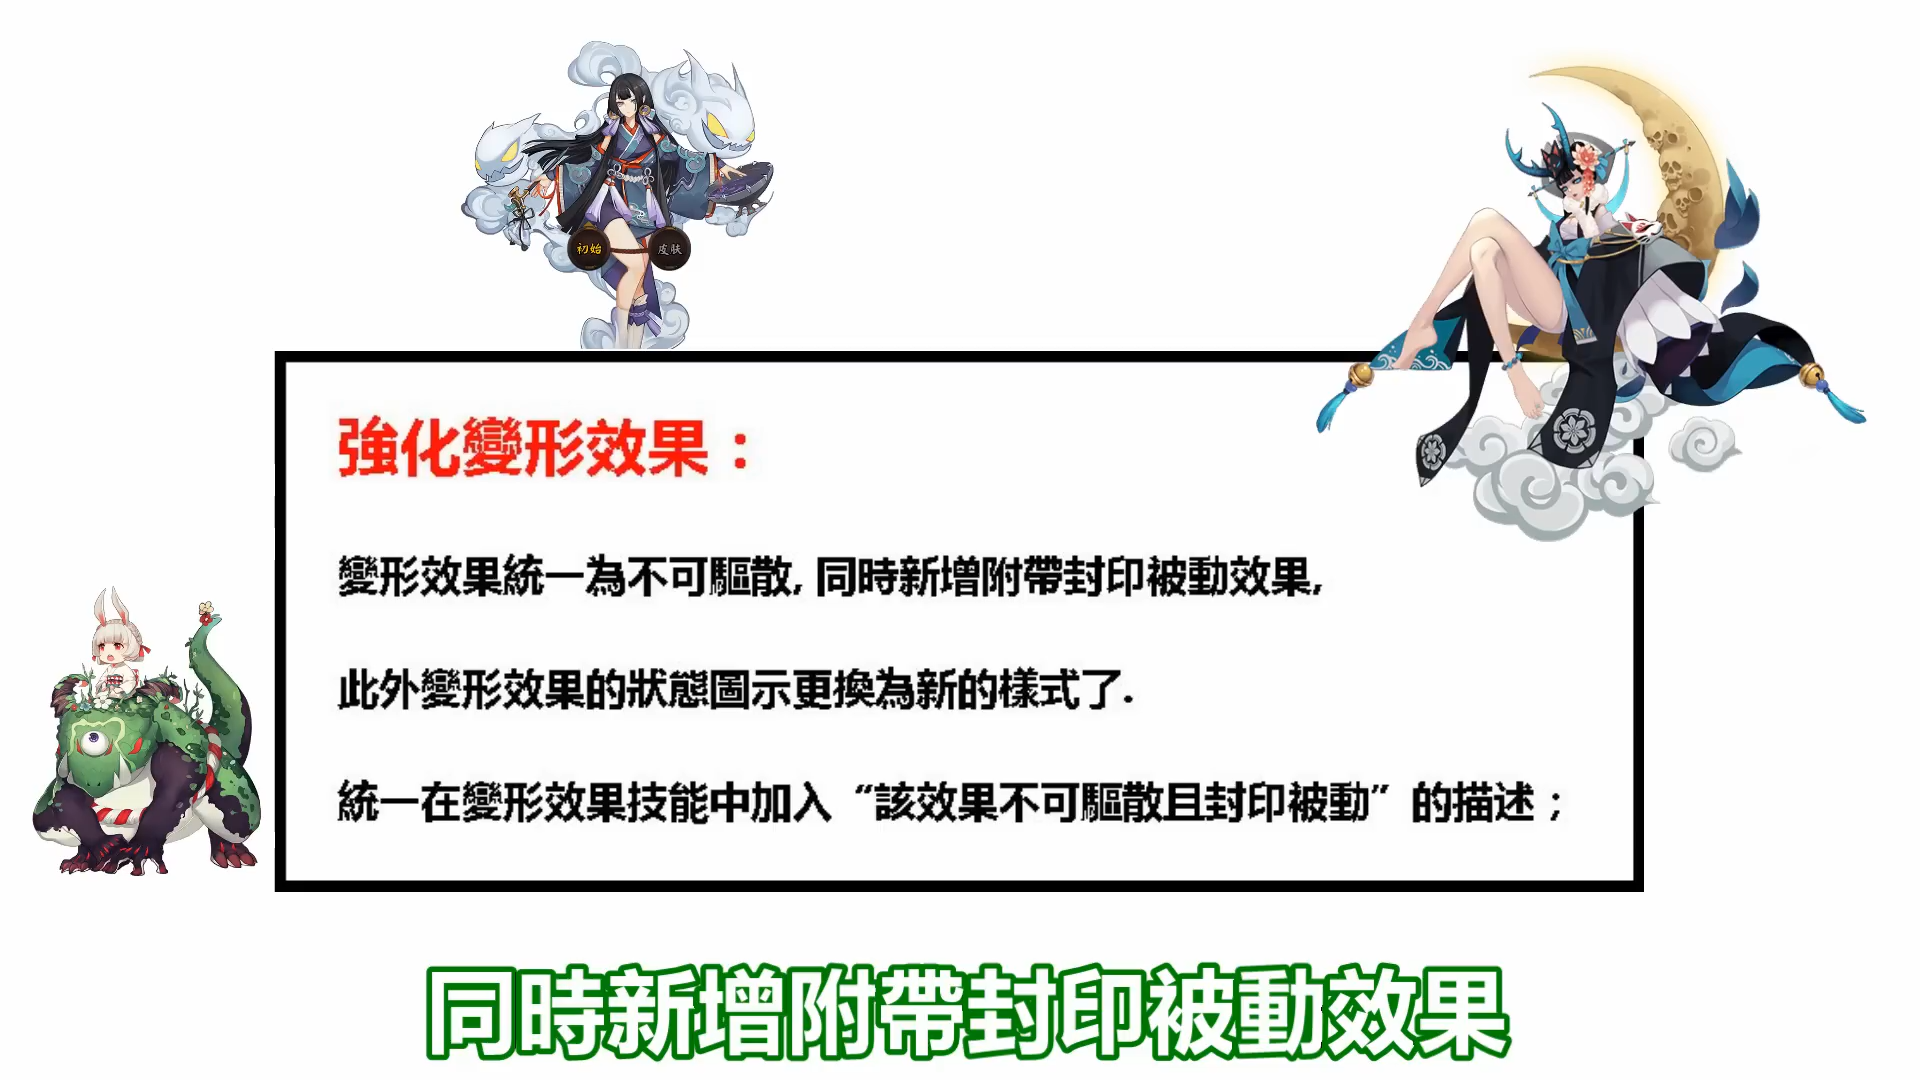 初始 皮膚
強化變形效果：
變形效果統一為不可驅散, 同時新增附帶封印被動效果,
此外變形效果的狀態圖示更換為新的樣式了.
統一在變形效果技能中加入 “該效果不可驅散且封印被動” 的描述；
同時新增附帶封印被動效果